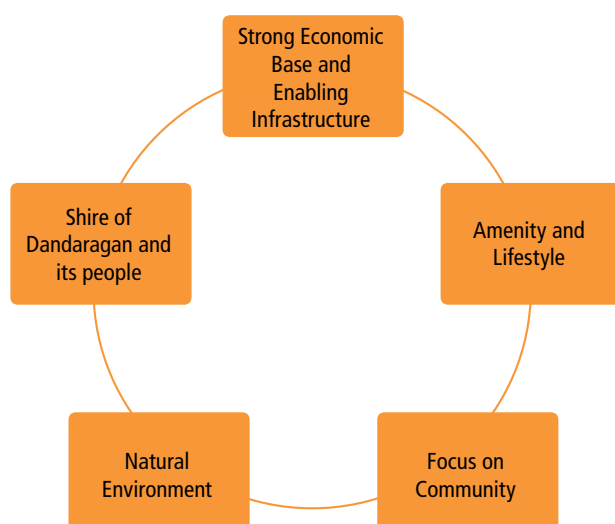 Strong Economic
Base and
Enabling
Infrastructure
Shire of
Dandaragan and
its people
Amenity and
Lifestyle
Natural
Environment
Focus on
Community